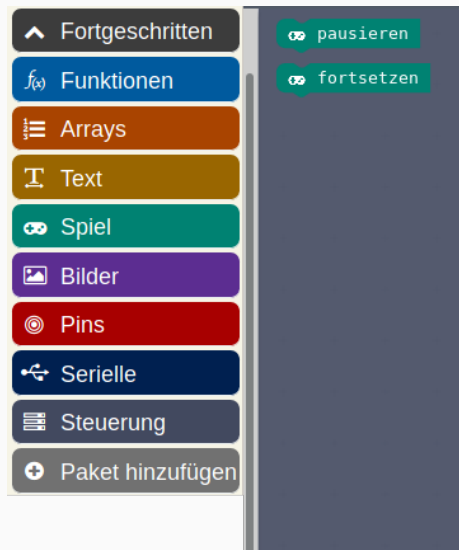 Fortgeschritten
f(x) Funktionen
Arrays
Text
Spiel
Bilder
Pins
Serielle
Steuerung
Paket hinzufügen
pausieren
fortsetzen